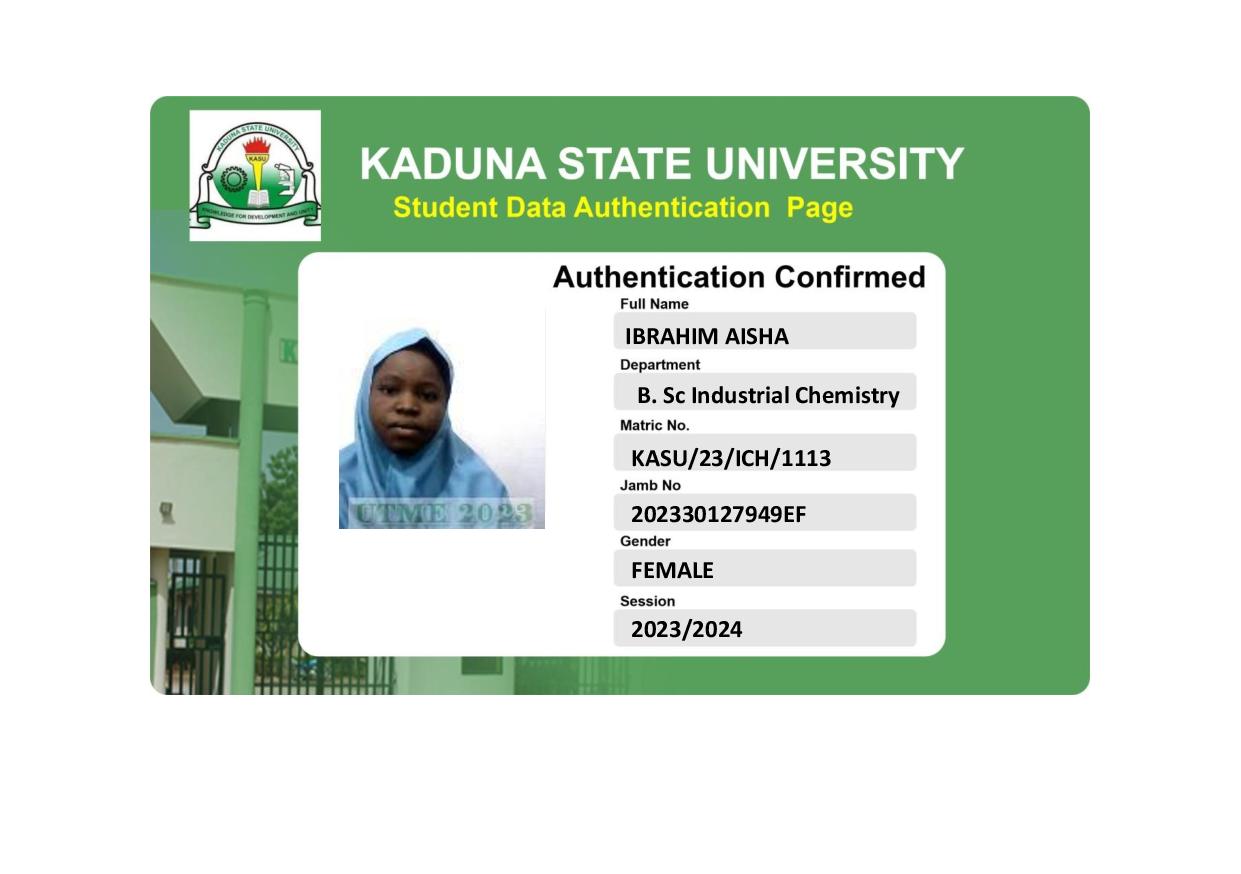 KADUNA STATE UNIVERSITY
KASU
KNOWLEDGE FOR DEVELOPMENT AND UNITY
KADUNA STATE UNIVERSITY
Student Data Authentication Page
Authentication Confirmed
Full Name
IBRAHIM AISHA
Department
B. Sc Industrial Chemistry
Matric No.
KASU/23/ICH/1113
Jamb No
202330127949EF
Gender
FEMALE
Session
2023/2024
UTME 2023
K